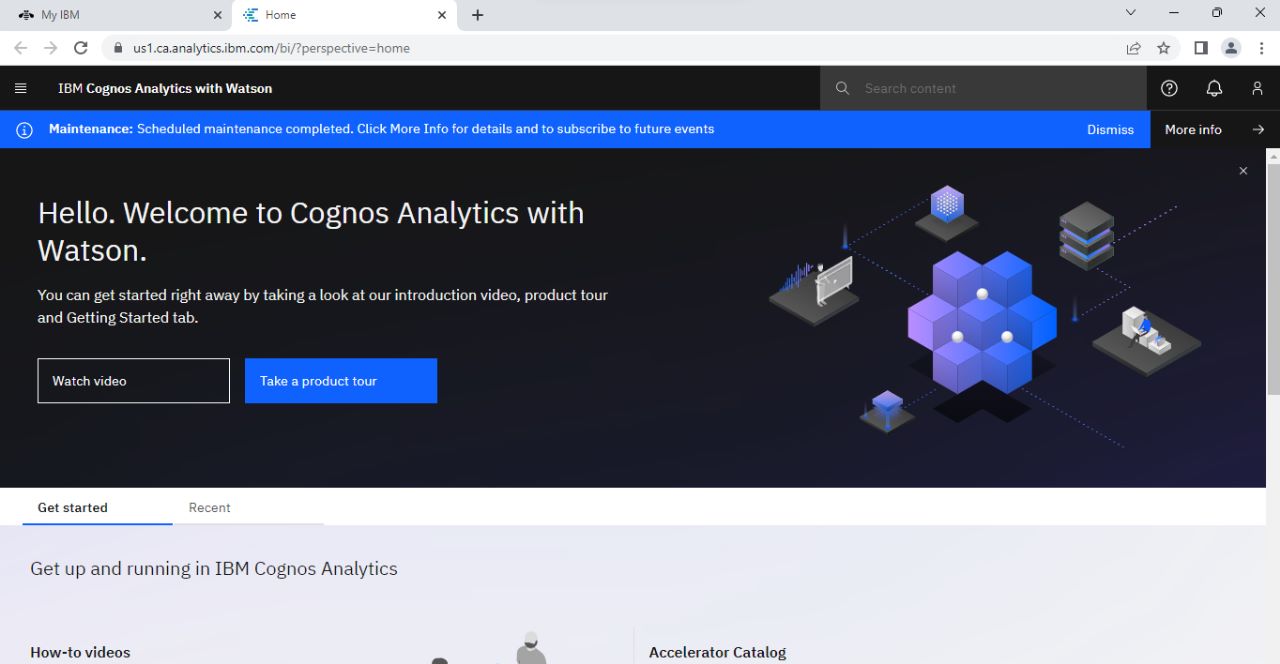 My IBM
Home
us1.ca.analytics.ibm.com/bi/?perspective=home
IBM Cognos Analytics with Watson
Search content
Maintenance: Scheduled maintenance completed. Click More Info for details and to subscribe to future events
Dismiss
More info
Hello. Welcome to Cognos Analytics with
Watson.
You can get started right away by taking a look at our introduction video, product tour
and Getting Started tab.
Watch video
Take a product tour
Get started
Recent
Get up and running in IBM Cognos Analytics
How-to videos
Accelerator Catalog